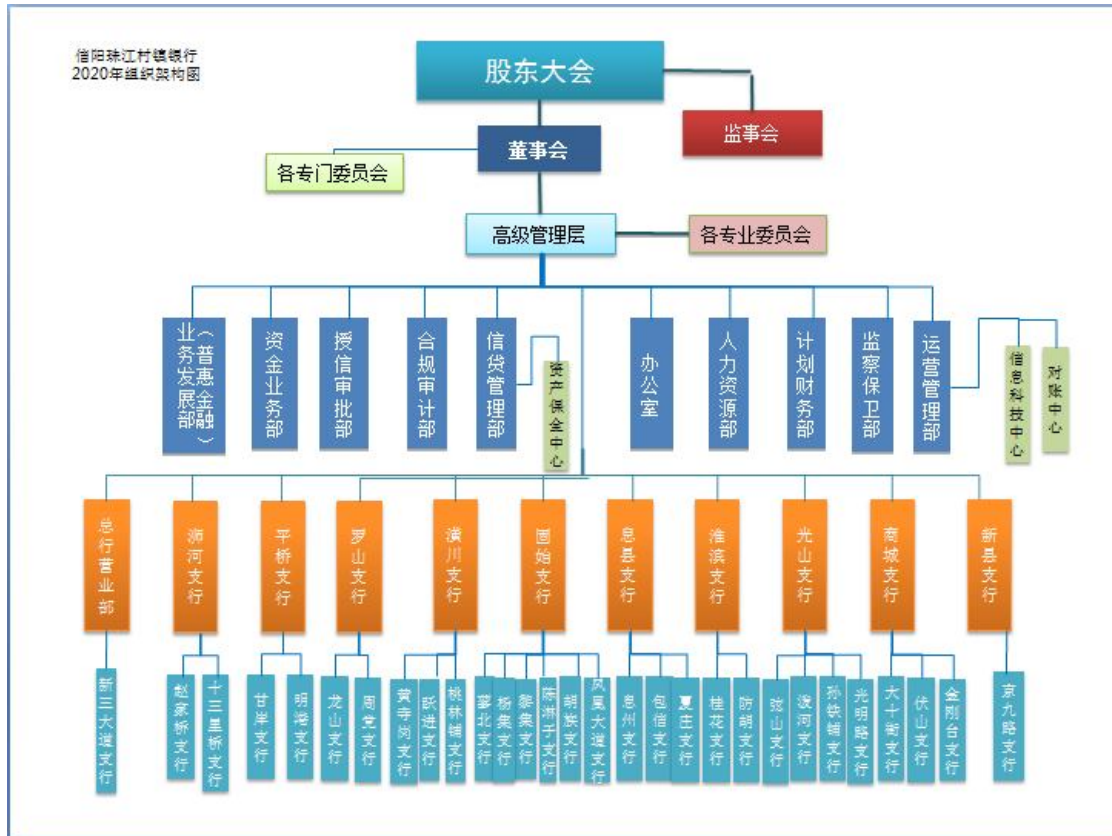 信阳珠江村镇银行
2020年组织架构图
股东大会
监事会
董事会
各专门委员会
高级管理层
各专业委员会
业务发展部
（普惠金融）
资金业务部
授信审批部
合规审计部
信贷管理部
资产保全中心
办公室
人力资源部
计划财务部
监察保卫部
运营管理部
信息科技中心
对账中心
总行营业部
浉河支行
平桥支行
罗山支行
潢川支行
固始支行
息县支行
淮滨支行
光山支行
商城支行
新县支行
新三大道支行
赵家桥支行
十三里桥支行
甘岸支行
明港支行
龙山支行
周党支行
黄寺岗支行
跃进支行
桃林铺支行
蓼北支行
杨集支行
黎集支行
陈淋子支行
胡族支行
凤凰大道支行
息州支行
包信支行
夏庄支行
桂花支行
防胡支行
弦山支行
泼河支行
孙铁铺支行
光明路支行
大十街支行
伏山支行
金刚台支行
京九路支行